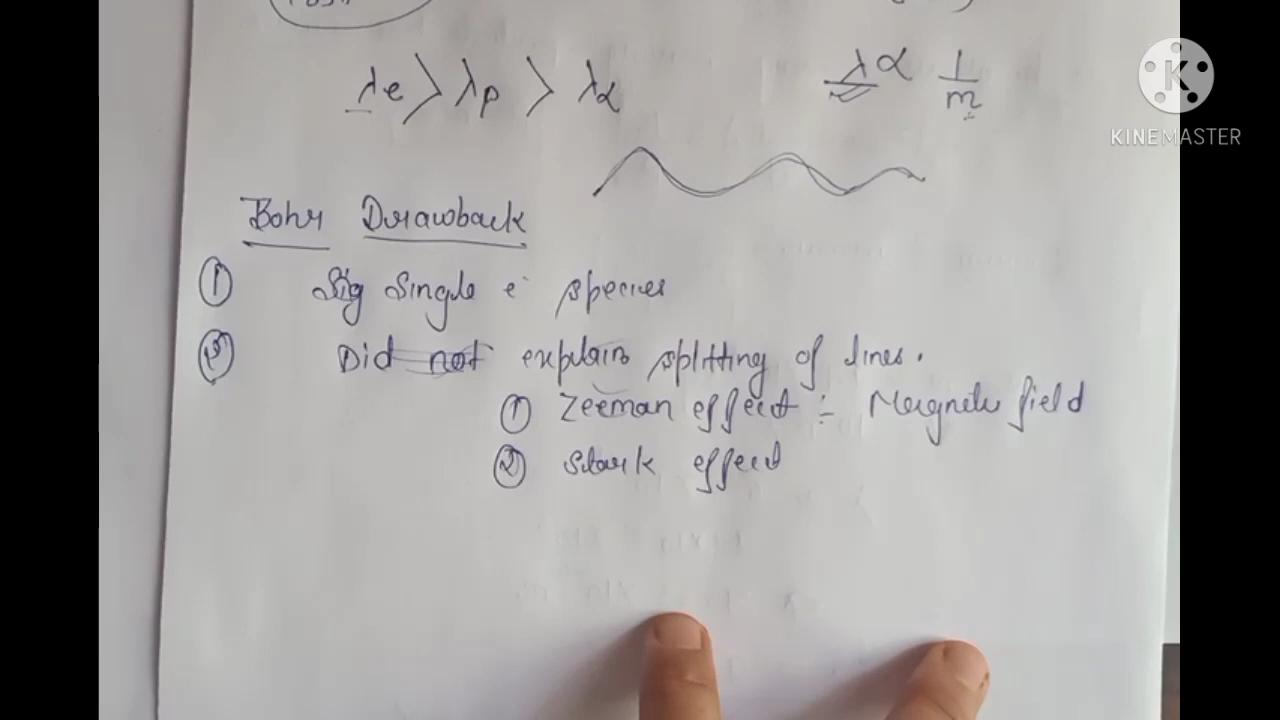 λe > λp > λα
λ α 1/m
KINEMASTER
Bohr Drawback
① Sig Single e⁻ species
② Did not explain splitting of lines.
① Zeeman effect :- Magnetic field
② Stark effect